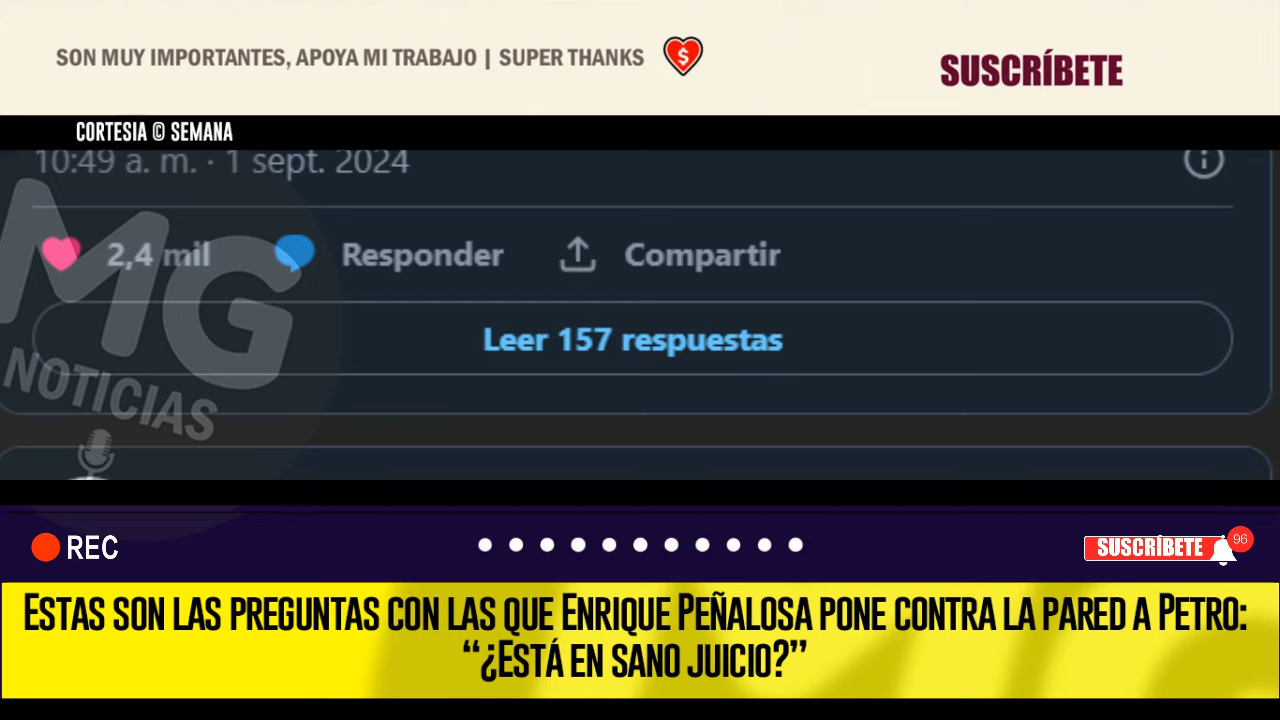 SON MUY IMPORTANTES, APOYA MI TRABAJO | SUPER THANKS
SUSCRÍBETE
CORTESIA © SEMANA
10:49 a. m. · 1 sept. 2024
2,4 mil
Responder
Compartir
Leer 157 respuestas
MG
NOTICIAS
REC
SUSCRÍBETE
96
ESTAS SON LAS PREGUNTAS CON LAS QUE ENRIQUE PEÑALOSA PONE CONTRA LA PARED A PETRO:
“¿ESTÁ EN SANO JUICIO?”